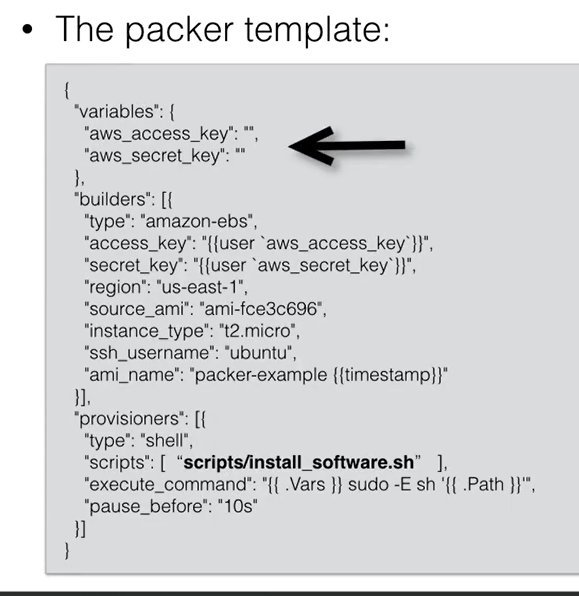 • The packer template:
{
"variables": {
"aws_access_key": "",
"aws_secret_key": ""
},
"builders": [{
"type": "amazon-ebs",
"access_key": "{{user `aws_access_key`}}",
"secret_key": "{{user `aws_secret_key`}}",
"region": "us-east-1",
"source_ami": "ami-fce3c696",
"instance_type": "t2.micro",
"ssh_username": "ubuntu",
"ami_name": "packer-example {{timestamp}}"
}],
"provisioners": [{
"type": "shell",
"scripts": [ “scripts/install_software.sh” ],
"execute_command": "{{ .Vars }} sudo -E sh '{{ .Path }}'",
"pause_before": "10s"
}]
}